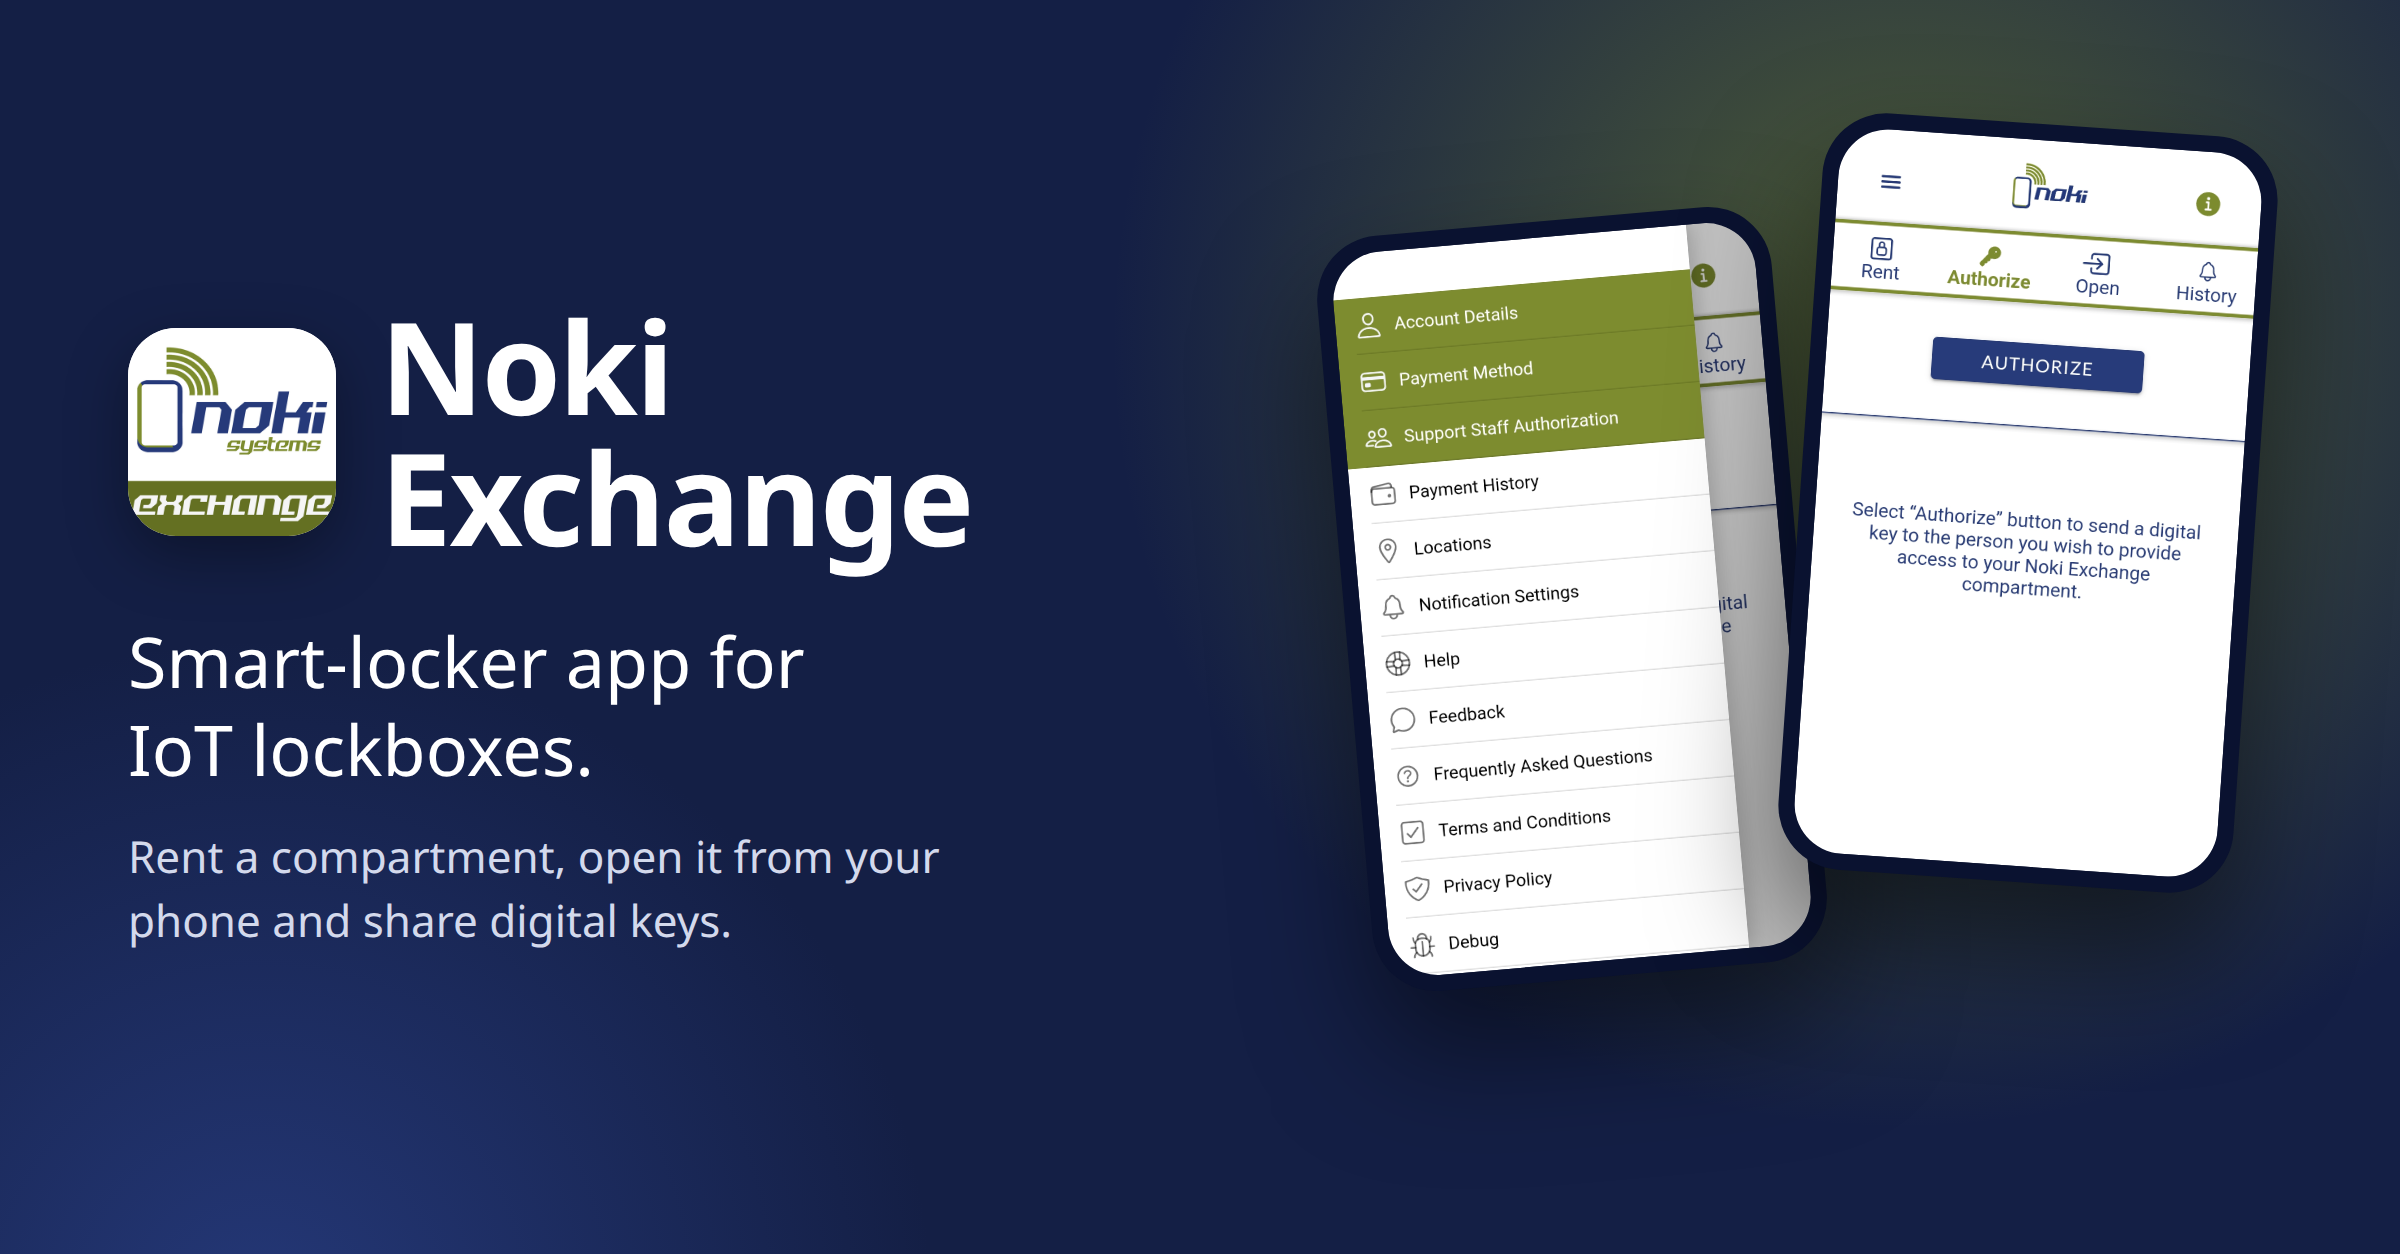 noki
systems
exchange
Noki
Exchange
Smart-locker app for
IoT lockboxes.
Rent a compartment, open it from your
phone and share digital keys.
Account Details
Payment Method
Support Staff Authorization
Payment History
Locations
Notification Settings
Help
Feedback
Frequently Asked Questions
Terms and Conditions
Privacy Policy
Debug
istory
ital
e
noki
Rent
Authorize
Open
History
AUTHORIZE
Select “Authorize” button to send a digital
key to the person you wish to provide
access to your Noki Exchange
compartment.